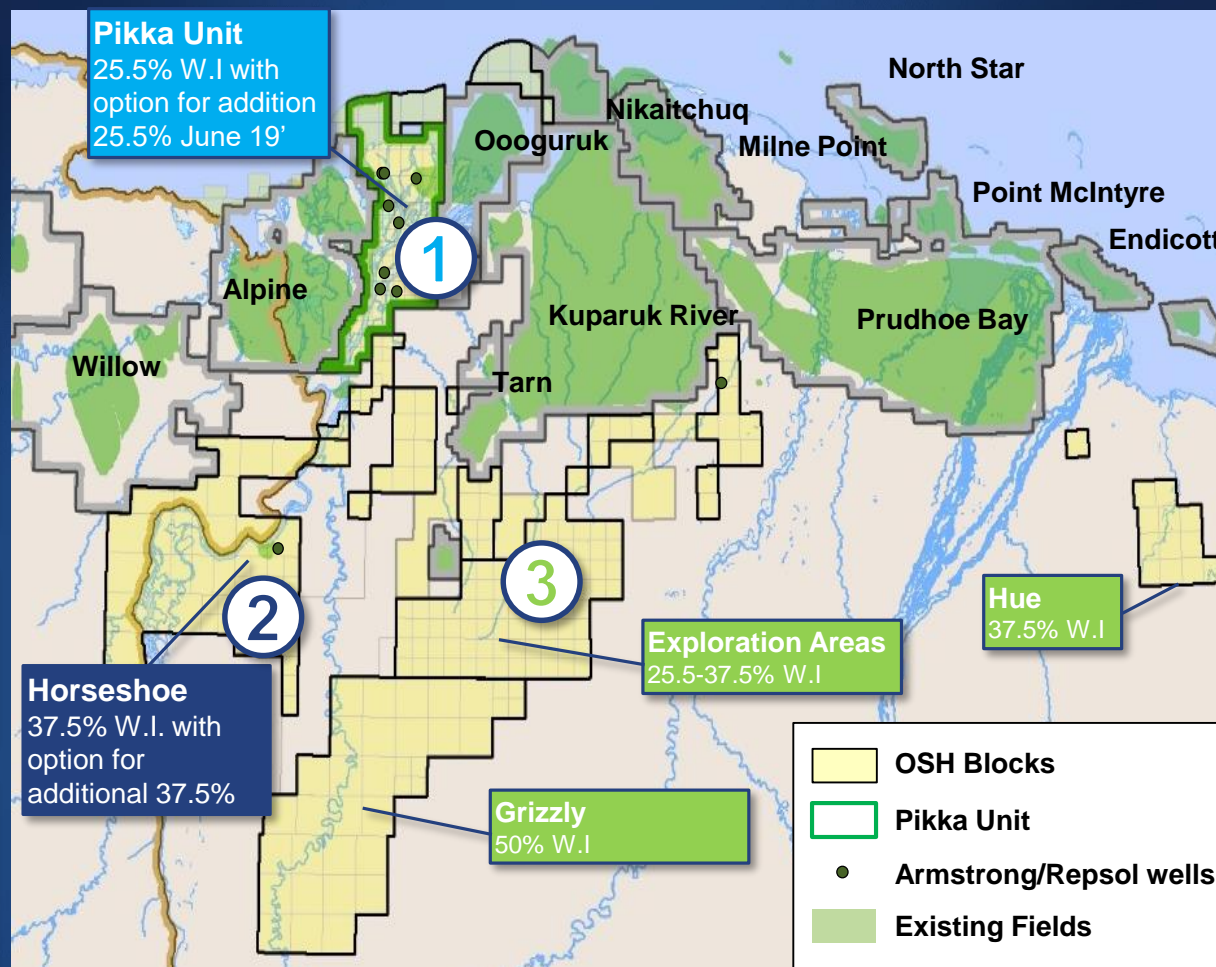 Pikka Unit
25.5% W.I with
option for addition
25.5% June 19'
North Star
Nikaitchuq
Oooguruk
Milne Point
Point McIntyre
Endicott
1
Alpine
Kuparuk River
Prudhoe Bay
Willow
Tarn
3
2
Hue
37.5% W.I
Exploration Areas
25.5-37.5% W.I
Horseshoe
37.5% W.I. with
option for
additional 37.5%
Grizzly
50% W.I
OSH Blocks
Pikka Unit
Armstrong/Repsol wells
Existing Fields